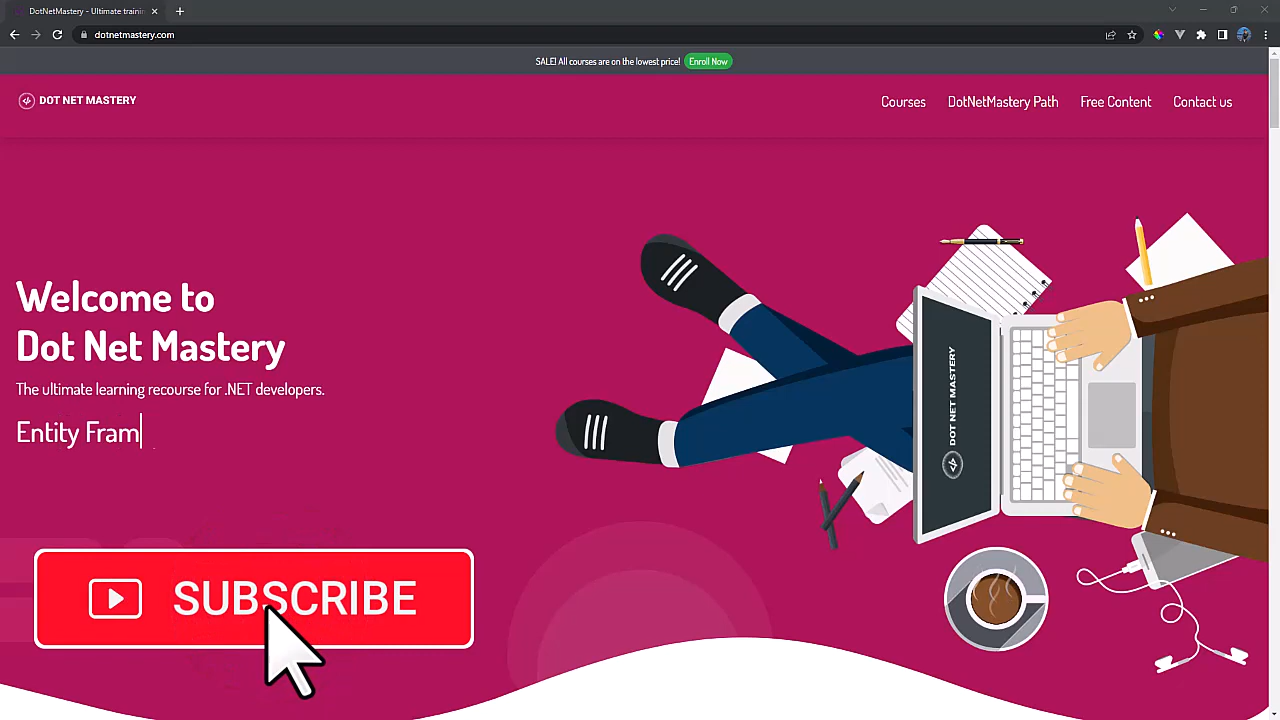 DotNetMastery - Ultimate trainin
dotnetmastery.com
SALE! All courses are on the lowest price! Enroll Now
DOT NET MASTERY
Courses DotNetMastery Path Free Content Contact us
Welcome to
Dot Net Mastery
The ultimate learning recourse for .NET developers.
Entity Fram
DOT NET MASTERY
SUBSCRIBE